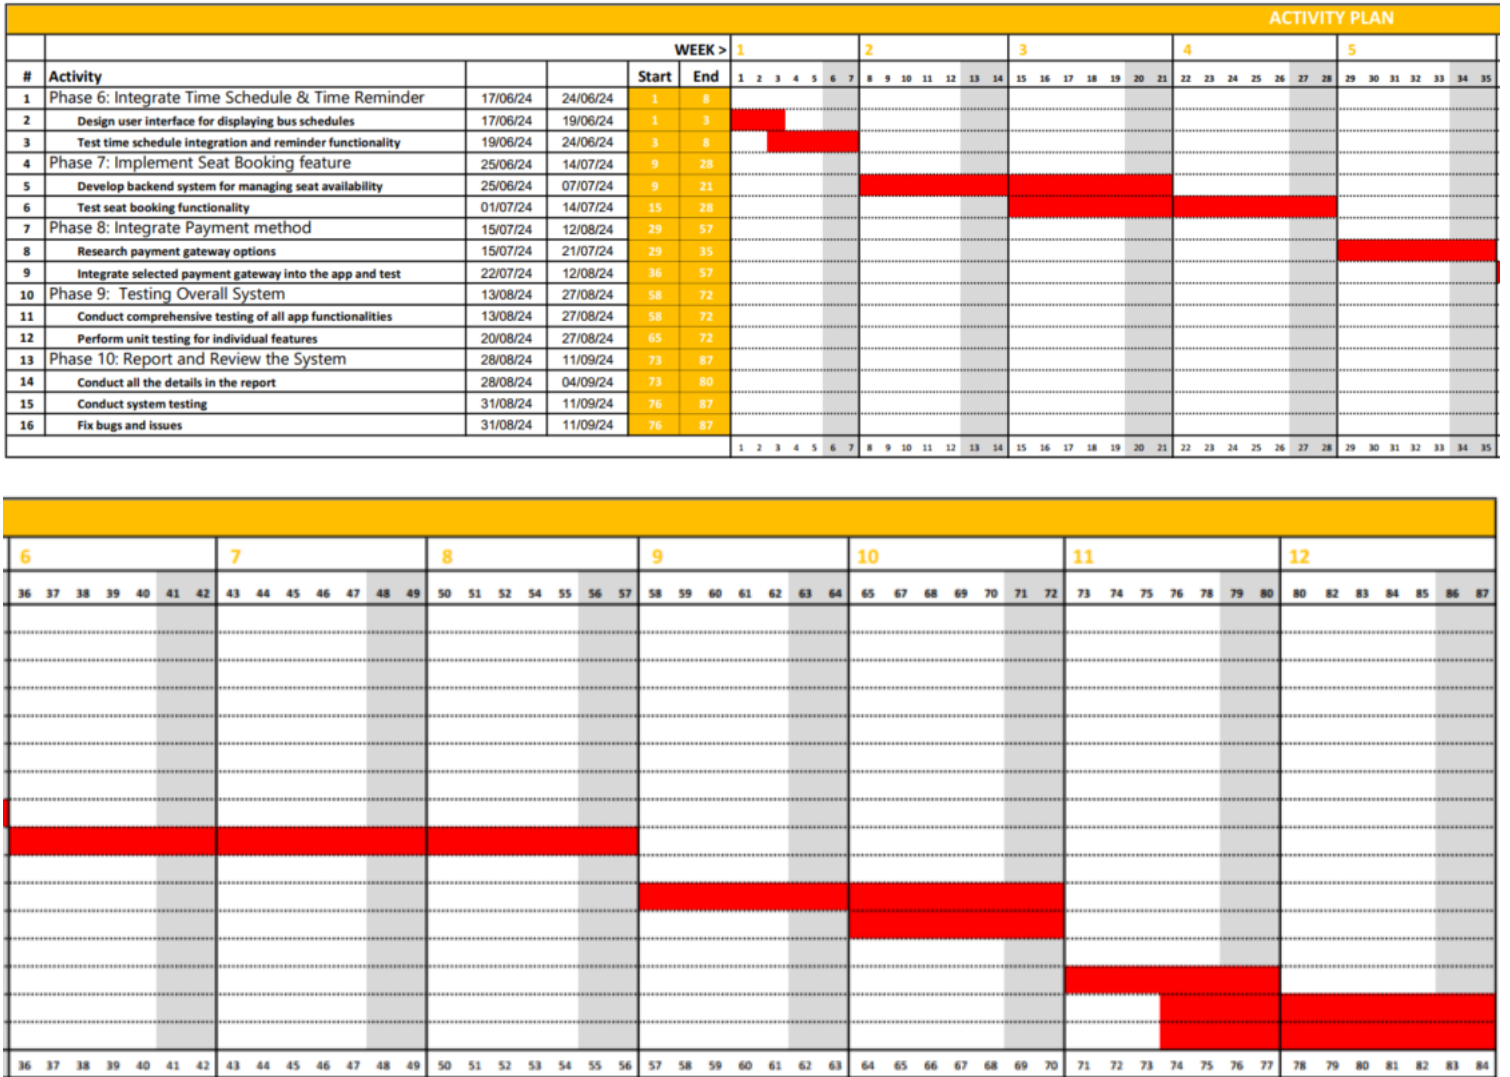 ACTIVITY PLAN
WEEK > 1 2 3 4 5
# Activity Start End 1 2 3 4 5 6 7 8 9 10 11 12 13 14 15 16 17 18 19 20 21 22 23 24 25 26 27 28 29 30 31 32 33 34 35
1 Phase 6: Integrate Time Schedule & Time Reminder 17/06/24 24/06/24 1 8
2 Design user interface for displaying bus schedules 17/06/24 19/06/24 1 3
3 Test time schedule integration and reminder functionality 19/06/24 24/06/24 3 8
4 Phase 7: Implement Seat Booking feature 25/06/24 14/07/24 9 28
5 Develop backend system for managing seat availability 25/06/24 07/07/24 9 21
6 Test seat booking functionality 01/07/24 14/07/24 15 28
7 Phase 8: Integrate Payment method 15/07/24 12/08/24 29 57
8 Research payment gateway options 15/07/24 21/07/24 29 35
9 Integrate selected payment gateway into the app and test 22/07/24 12/08/24 36 57
10 Phase 9: Testing Overall System 13/08/24 27/08/24 58 72
11 Conduct comprehensive testing of all app functionalities 13/08/24 27/08/24 58 72
12 Perform unit testing for individual features 20/08/24 27/08/24 65 72
13 Phase 10: Report and Review the System 28/08/24 11/09/24 73 87
14 Conduct all the details in the report 28/08/24 04/09/24 73 80
15 Conduct system testing 31/08/24 11/09/24 76 87
16 Fix bugs and issues 31/08/24 11/09/24 76 87
1 2 3 4 5 6 7 8 9 10 11 12 13 14 15 16 17 18 19 20 21 22 23 24 25 26 27 28 29 30 31 32 33 34 35
6 7 8 9 10 11 12
36 37 38 39 40 41 42 43 44 45 46 47 48 49 50 51 52 53 54 55 56 57 58 59 60 61 62 63 64 65 67 68 69 70 71 72 73 74 75 76 78 79 80 80 82 83 84 85 86 87
36 37 38 39 40 41 42 43 44 45 46 47 48 49 50 51 52 53 54 55 56 57 58 59 60 61 62 63 64 65 66 67 68 69 70 71 72 73 74 75 76 77 78 79 80 81 82 83 84